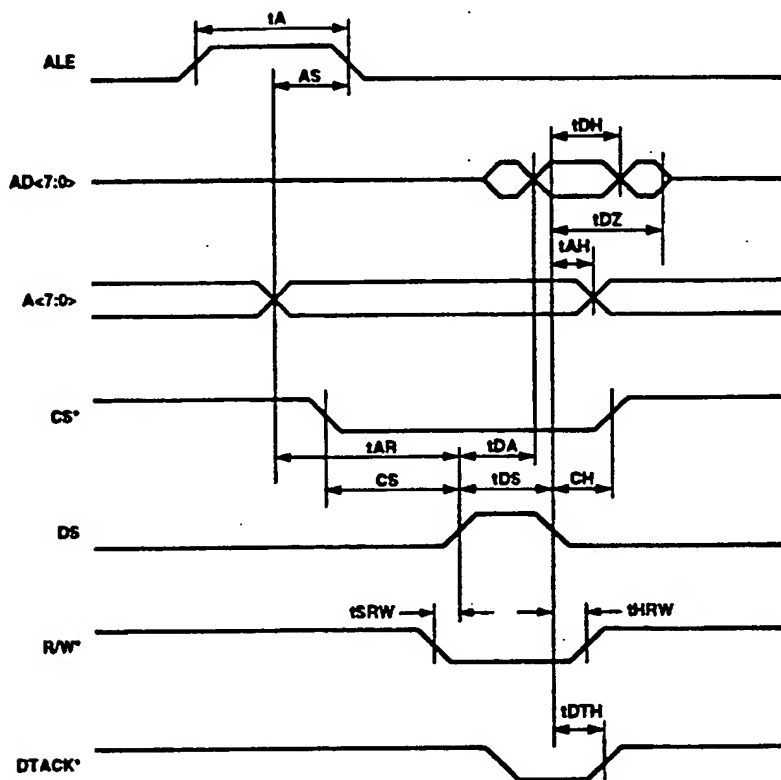 tA
ALE
AS
tDH
AD<7:0>
tDZ
tAH
A<7:0>
CS*
tAR
tDA
CS
tDS
CH
DS
tSRW
tHRW
R/W*
tDTH
DTACK*